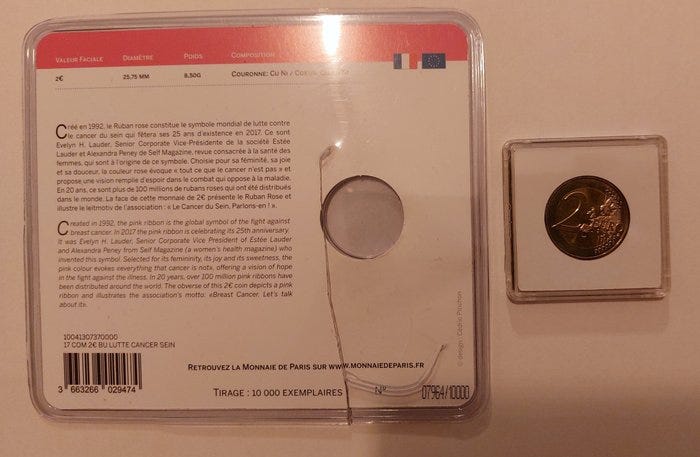 Valeur Faciale Diamètre Poids Composition
2€ 25,75 MM 8,50G Couronne: Cu Ni /
Créé en 1992, le Ruban rose constitue le symbole mondial de lutte contre
le cancer du sein qui fêtera ses 25 ans d'existence en 2017. Ce sont
Evelyn H. Lauder, Senior Corporate Vice-Présidente de la société Estée
Lauder et Alexandra Peney de Self Magazine, revue consacrée à la santé des
femmes, qui sont à l'origine de ce symbole. Choisie pour sa féminité, sa joie
et sa douceur, la couleur rose évoque « tout ce que le cancer n'est pas » et
propose une vision remplie d'espoir dans le combat qui oppose à la maladie.
En 20 ans, ce sont plus de 100 millions de rubans roses qui ont été distribués
dans le monde. La face de cette monnaie de 2€ présente le Ruban Rose et
illustre le leitmotiv de l'association : « Le Cancer du Sein, Parlons-en ! ».
Created in 1992, the pink ribbon is the global symbol of the fight against
breast cancer. In 2017 the pink ribbon is celebrating its 25th anniversary.
It was Evelyn H. Lauder, Senior Corporate Vice President of Estée Lauder
and Alexandra Peney from Self Magazine (a women's health magazine) who
invented this symbol. Selected for its femininity, its joy and its sweetness, the
pink colour evokes «everything that cancer is not», offering a vision of hope
in the fight against the illness. In 20 years, over 100 million pink ribbons have
been distributed around the world. The obverse of this 2€ coin depicts a pink
ribbon and illustrates the association's motto: «Breast Cancer, Let's talk
about it».
10041307370000
17 COM 2€ BU LUTTE CANCER SEIN
3 663266 029474
Retrouvez la Monnaie de Paris sur www.monnaiedeparis.fr
Tirage : 10 000 exemplaires N° 07964/10000
© design : Cédric Pruchon
2